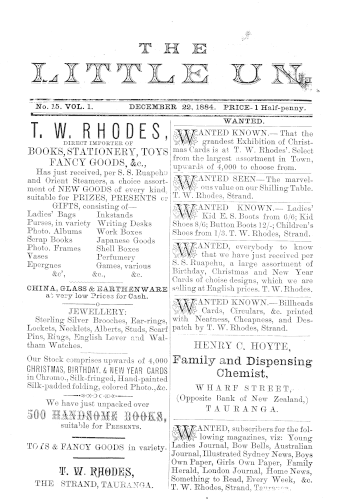 THE
LITTLE UN.
No. 15, VOL. 1. DECEMBER 22, 1884. PRICE-1 Half-penny.
T. W. RHODES,
DIRECT IMPORTER OF
BOOKS, STATIONERY, TOYS
FANCY GOODS, &c.,
Has just received, per S.S. Ruapehu
and Orient Steamers, a choice assort-
ment of NEW GOODS of every kind,
suitable for PRIZES, PRESENTS or
GIFTS, consisting of—
Ladies' Bags Inkstands
Purses, in variety Writing Desks
Photo. Albums Work Boxes
Scrap Books Japanese Goods
Photo. Frames Shell Boxes
Vases Perfumery
Epergnes Games, various
&c., &c. &c.
CHINA, GLASS & EARTHENWARE
at very low Prices for Cash.
JEWELLERY:
Sterling Silver Brooches, Ear-rings,
Lockets, Necklets, Alberts, Studs, Scarf
Pins, Rings, English Lever and Wal-
tham Watches.
Our Stock comprises upwards of 4,000
CHRISTMAS, BIRTHDAY, & NEW YEAR CARDS
in Chromo., Silk-fringed, Hand-painted
Silk-padded folding, colored Photo., &c.
We have just unpacked over
500 HANDSOME BOOKS,
suitable for PRESENTS.
TOYS & FANCY GOODS in variety.
T. W. RHODES,
THE STRAND, TAURANGA.
WANTED.
WANTED KNOWN.—That the
grandest Exhibition of Christ-
mas Cards is at T. W. Rhodes'. Select
from the largest assortment in Town,
upwards of 4,000 to choose from.
WANTED SEEN—The marvel-
ous value on our Shilling Table.
T. W. Rhodes, Strand.
WANTED KNOWN.—Ladies'
Kid E. S. Boots from 6/6; Kid
Shoes 8/6; Button Boots 12/-; Children's
Shoes from 1/3. T. W. Rhodes, Strand.
WANTED, everybody to know
that we have just received per
S. S. Ruapehu, a large assortment of
Birthday, Christmas and New Year
Cards of choice designs, which we are
selling at English prices. T. W. Rhodes.
WANTED KNOWN.—Billheads
Cards, Circulars, &c. printed
with Neatness, Cheapness, and Des-
patch by T. W. Rhodes, Strand.
HENRY C. HOYTE,
Family and Dispensing
Chemist,
WHARF STREET,
(Opposite Bank of New Zealand,)
TAURANGA.
WANTED, subscribers for the fol-
lowing magazines, viz: Young
Ladies' Journal, Bow Bells, Australian
Journal, Illustrated Sydney News, Boys
Own Paper, Girls Own Paper, Family
Herald, London Journal, Home News,
Something to Read, Every Week, &c.
T. W. Rhodes, Strand, Tauranga.